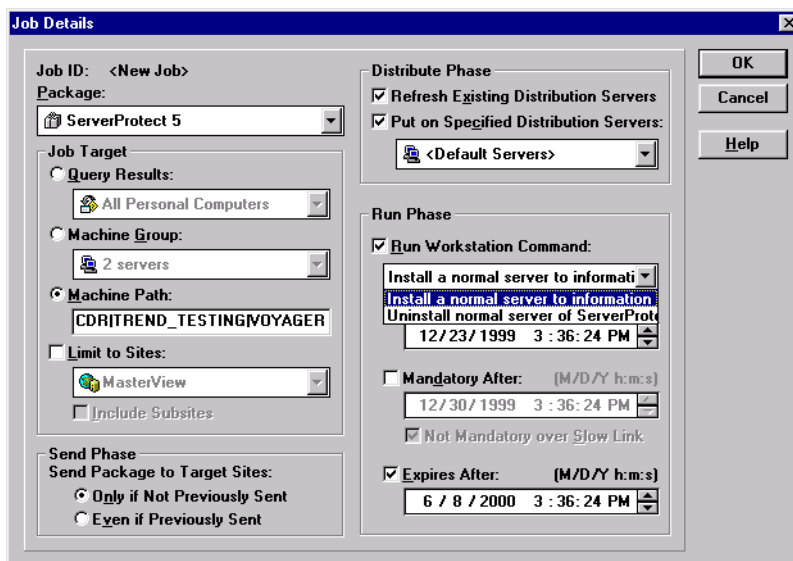 Job Details
Job ID: <New Job>
Package:
ServerProtect 5
Job Target
Query Results:
All Personal Computers
Machine Group:
2 servers
Machine Path:
CDR|TREND_TESTING|VOYAGER
Limit to Sites:
MasterView
Include Subsites
Send Phase
Send Package to Target Sites:
Only if Not Previously Sent
Even if Previously Sent
Distribute Phase
Refresh Existing Distribution Servers
Put on Specified Distribution Servers:
<Default Servers>
Run Phase
Run Workstation Command:
Install a normal server to informati
Install a normal server to information
Uninstall normal server of ServerProte
12/23/1999 3:36:24 PM
Mandatory After: (M/D/Y h:m:s)
12/30/1999 3:36:24 PM
Not Mandatory over Slow Link
Expires After: (M/D/Y h:m:s)
6 / 8 / 2000 3:36:24 PM
OK
Cancel
Help